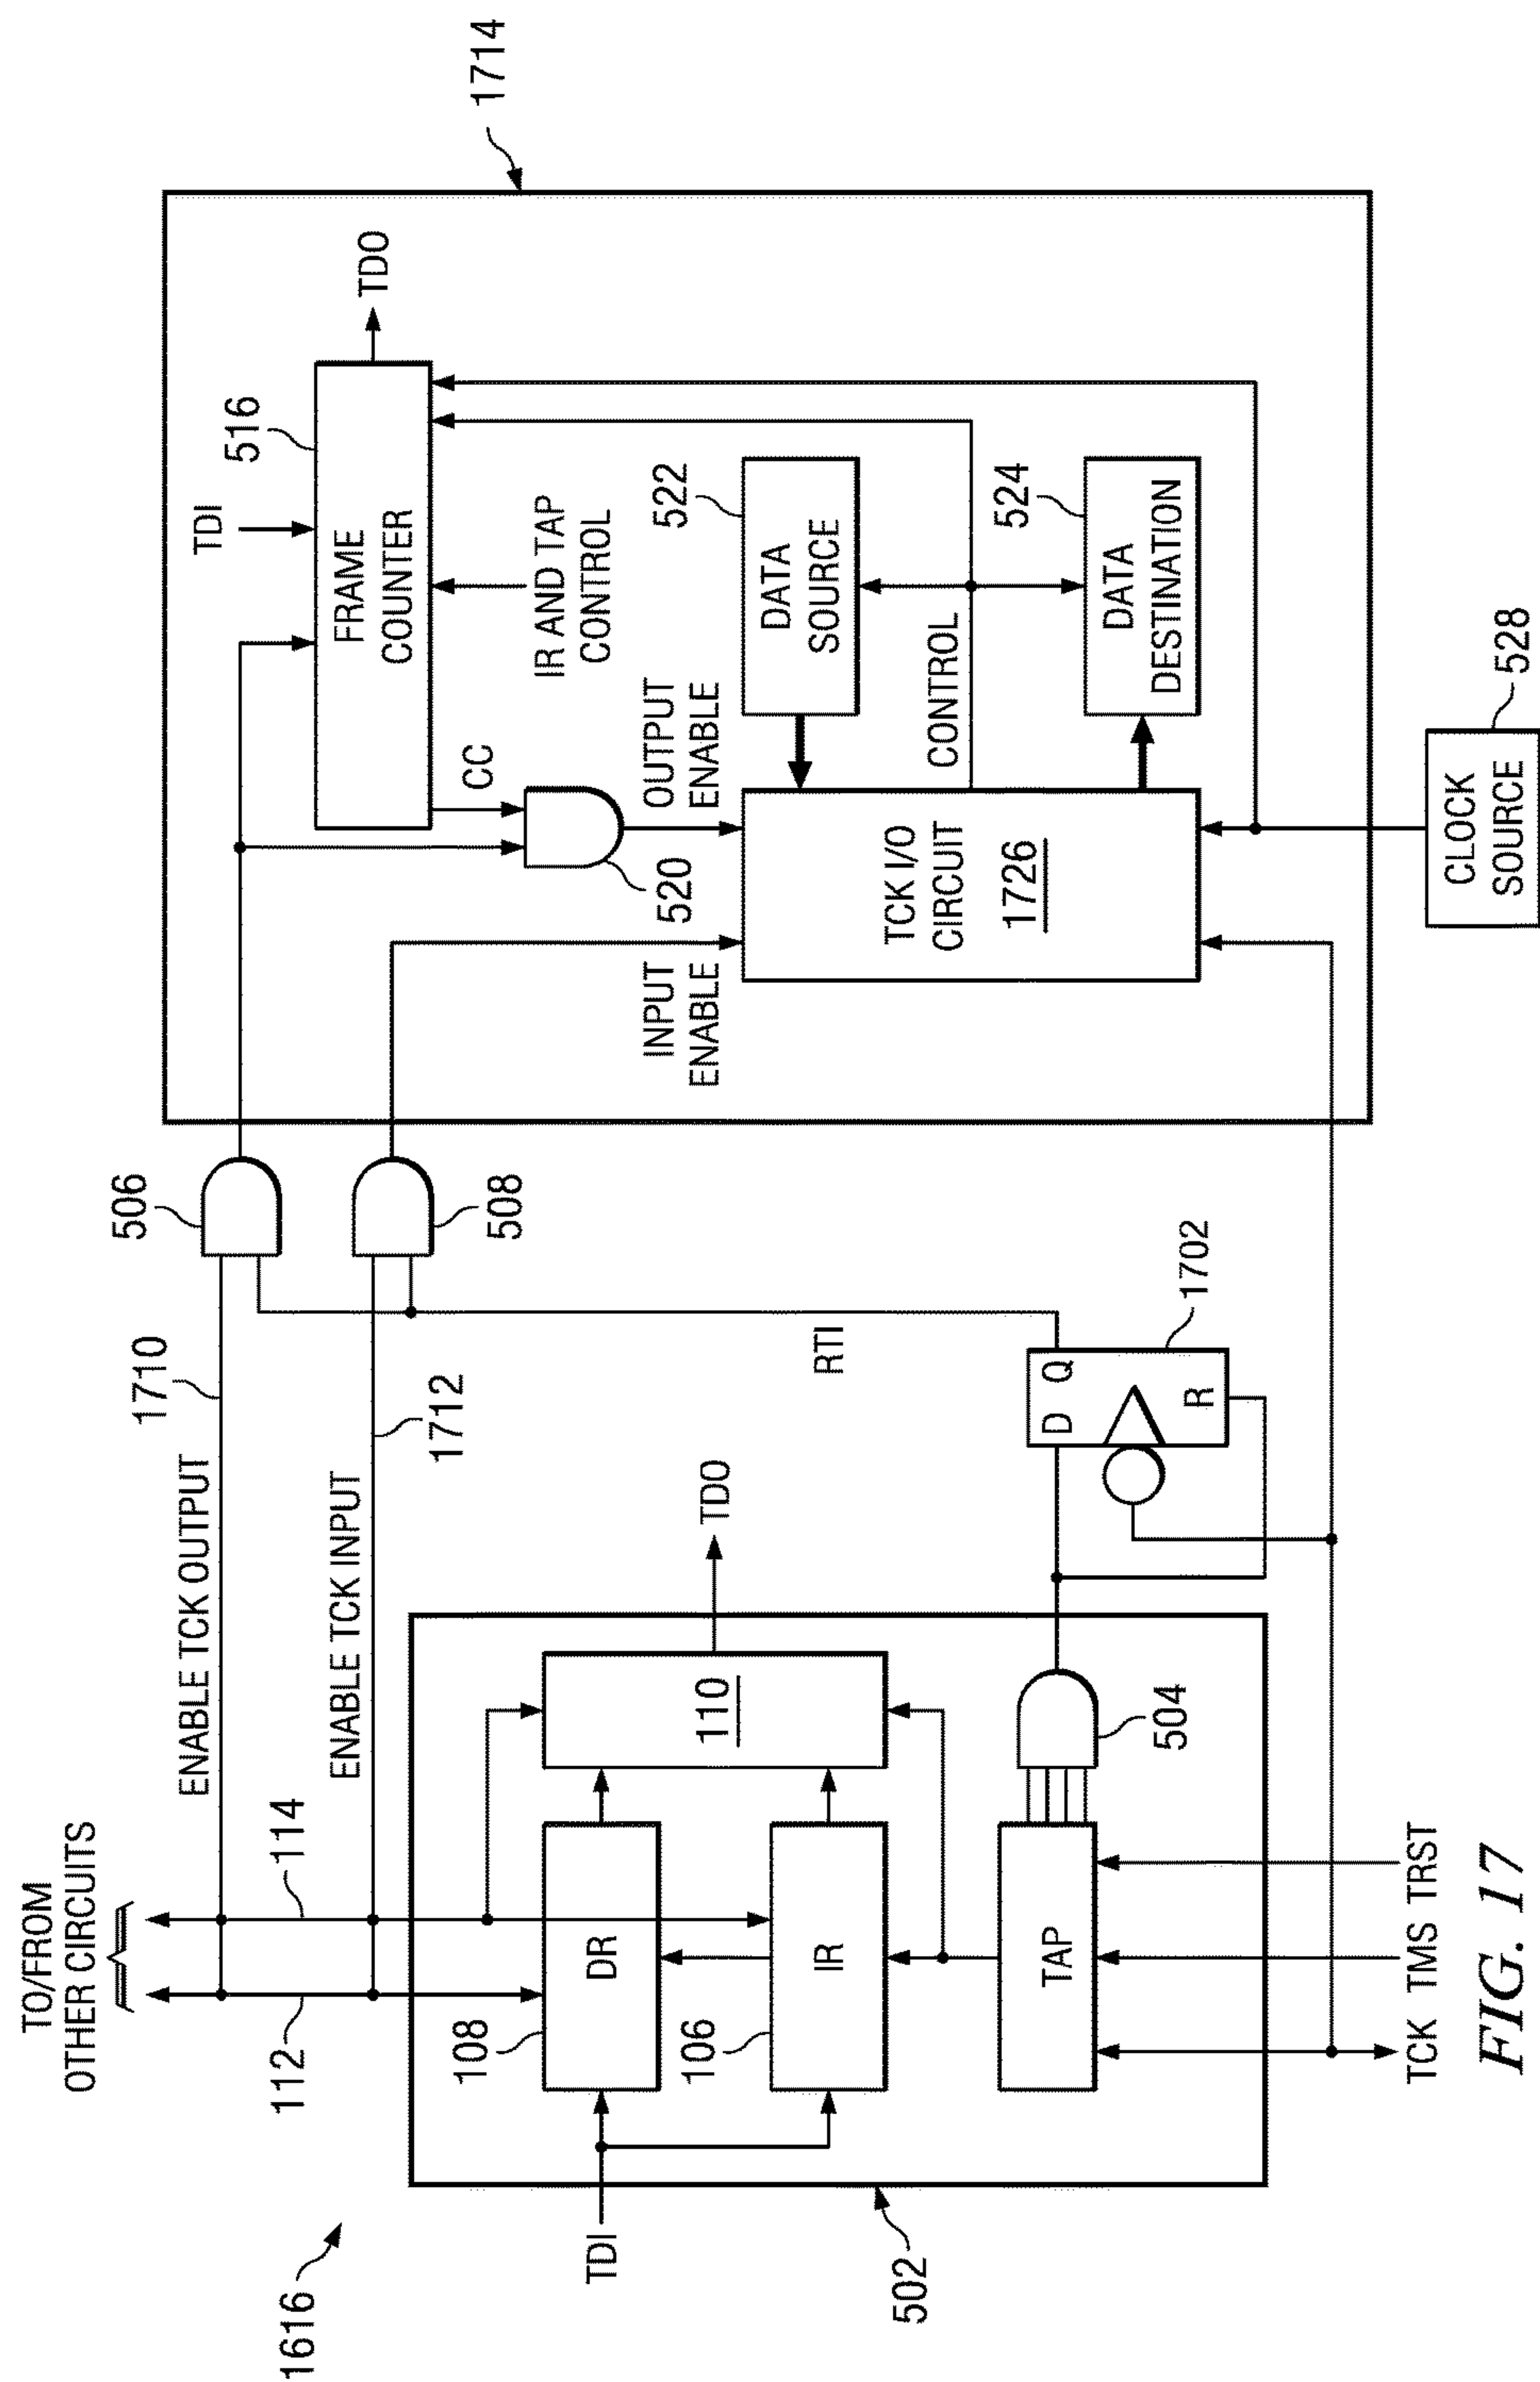 1616
TO/FROM
OTHER CIRCUITS
112
114
ENABLE TCK OUTPUT
1710
ENABLE TCK INPUT
1712
506
508
1714
TDI
108
DR
106
IR
110
TDO
TAP
504
502
TCK
TMS
TRST
RTI
D
Q
R
1702
TDI
516
FRAME
COUNTER
TDO
IR AND TAP
CONTROL
CC
520
INPUT
ENABLE
OUTPUT
ENABLE
522
DATA
SOURCE
CONTROL
524
DATA
DESTINATION
TCK I/O
CIRCUIT
1726
CLOCK
SOURCE
528
FIG. 17